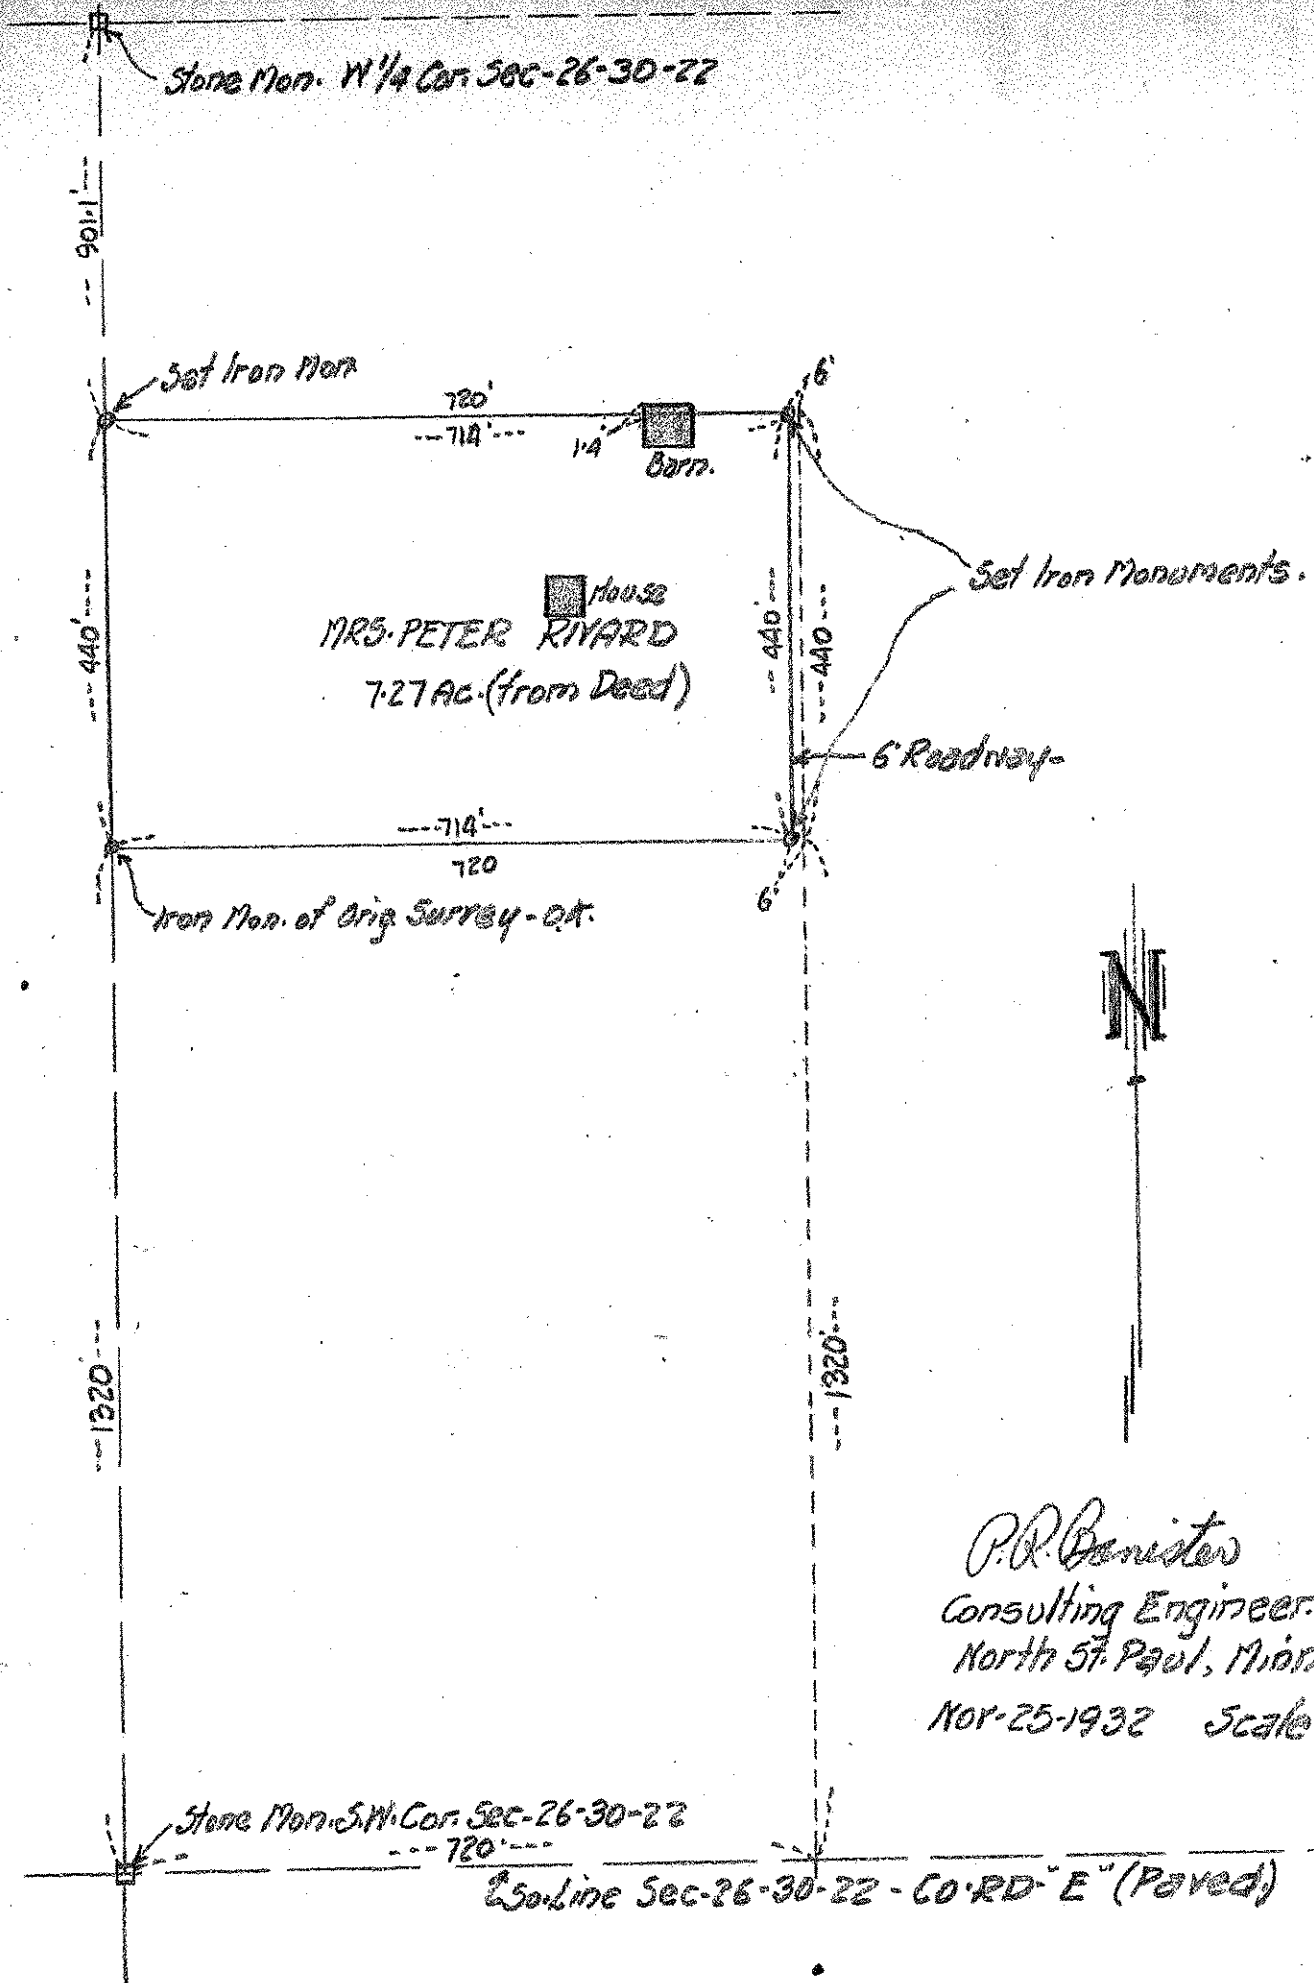 Stone Mon. W 1/4 Cor. Sec-26-30-22
901.1'
Set Iron Mon.
720'
714'
1.4
Barn.
6'
Set Iron Monuments.
House
MRS. PETER RIVARD
7.27 Ac. (from Deed)
440'
440'
440
6' Roadway-
714'
720
6'
Iron Mon. of Orig. Survey - O.K.
N
1320'
1320'
P.R. Banister
Consulting Engineer.
North St. Paul, Minn
Nov-25-1932 Scale
Stone Mon. S.W. Cor. Sec-26-30-22
720'
So. Line Sec-26-30-22 - Co. RD-"E" (Paved.)